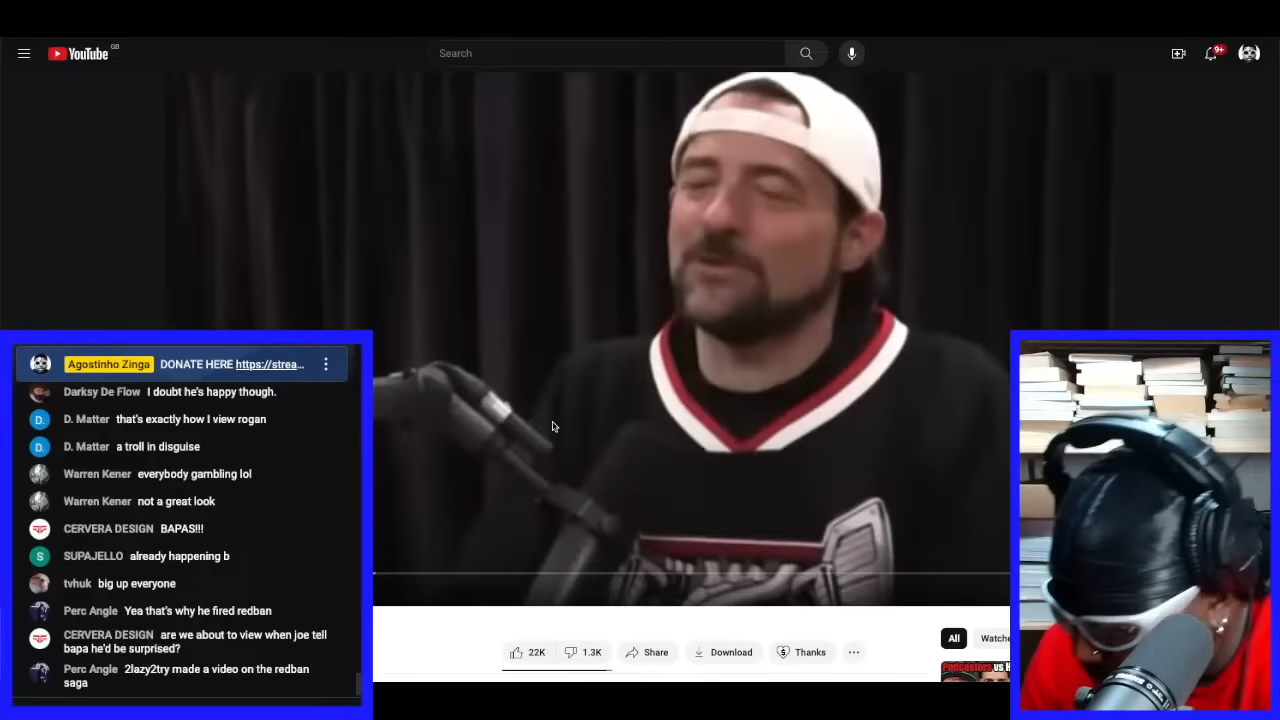 YouTube GB
Search
9+
Agostinho Zinga DONATE HERE https://strea...
Darksy De Flow I doubt he's happy though.
D. Matter that's exactly how I view rogan
D. Matter a troll in disguise
Warren Kener everybody gambling lol
Warren Kener not a great look
CERVERA DESIGN BAPAS!!!
S SUPAJELLO already happening b
tvhuk big up everyone
Perc Angle Yea that's why he fired redban
CERVERA DESIGN are we about to view when joe tell
bapa he'd be surprised?
Perc Angle 2lazy2try made a video on the redban
saga
22K
1.3K
Share
Download
Thanks
All
Watche
Podcastors vs H